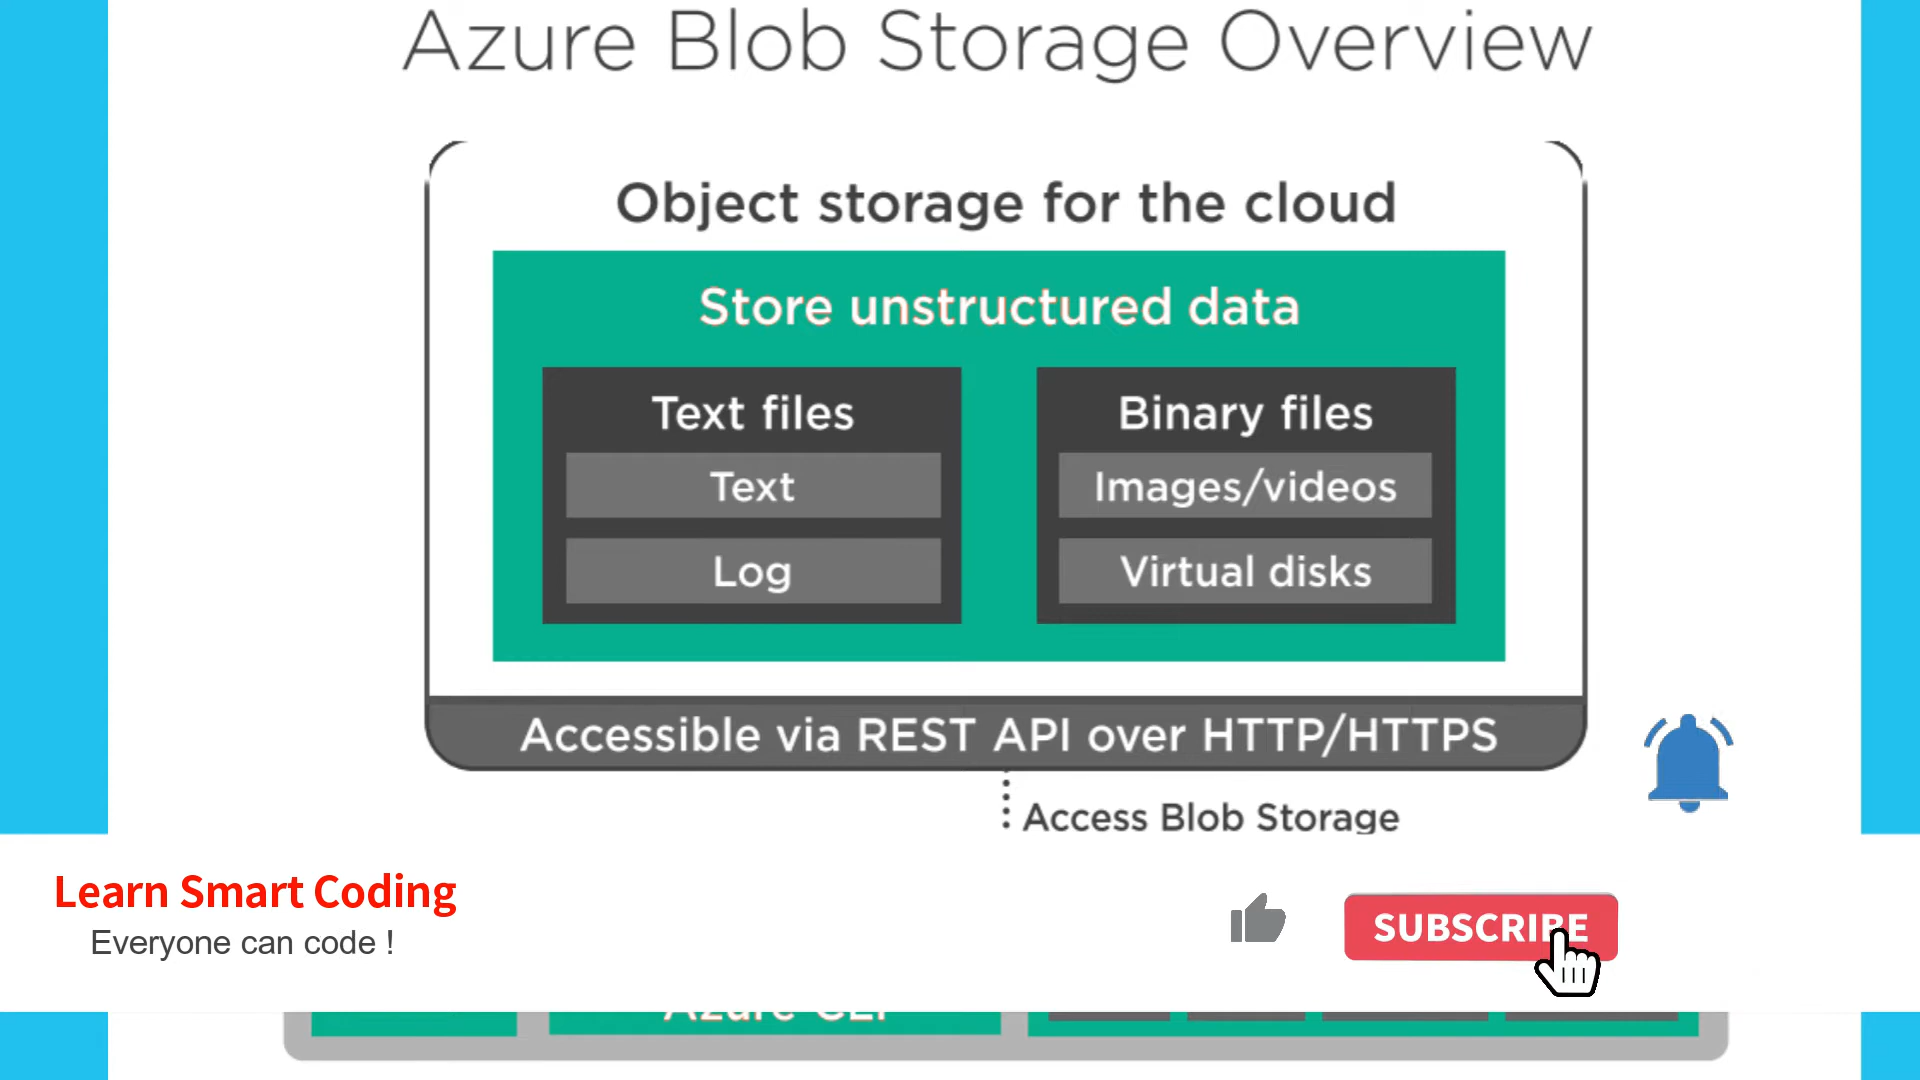 Azure Blob Storage Overview
Object storage for the cloud
Store unstructured data
Text files
Text
Log
Binary files
Images/videos
Virtual disks
Accessible via REST API over HTTP/HTTPS
Access Blob Storage
Learn Smart Coding
Everyone can code !
SUBSCRIBE
Azure CLI